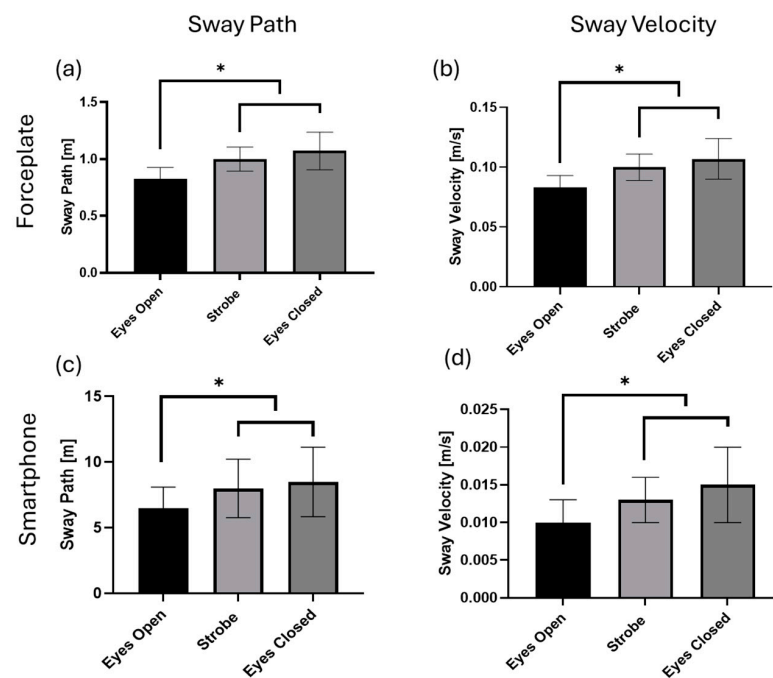 Sway Path
Sway Velocity
Forceplate
(a)
*
Sway Path [m]
1.5
1.0
0.5
0.0
Eyes Open
Strobe
Eyes Closed
(b)
*
Sway Velocity [m/s]
0.15
0.10
0.05
0.00
Eyes Open
Strobe
Eyes Closed
Smartphone
(c)
*
Sway Path [m]
15
10
5
0
Eyes Open
Strobe
Eyes Closed
(d)
*
Sway Velocity [m/s]
0.025
0.020
0.015
0.010
0.005
0.000
Eyes Open
Strobe
Eyes Closed